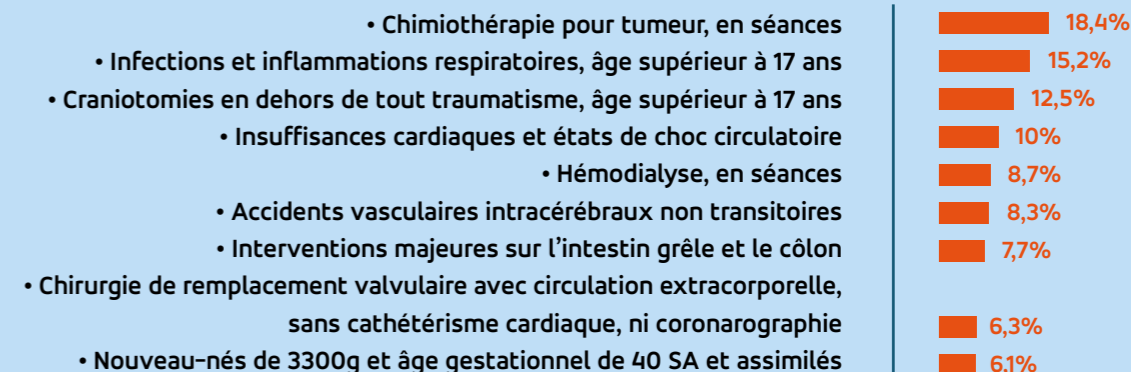 • Chimiothérapie pour tumeur, en séances 18,4%
• Infections et inflammations respiratoires, âge supérieur à 17 ans 15,2%
• Craniotomies en dehors de tout traumatisme, âge supérieur à 17 ans 12,5%
• Insuffisances cardiaques et états de choc circulatoire 10%
• Hémodialyse, en séances 8,7%
• Accidents vasculaires intracérébraux non transitoires 8,3%
• Interventions majeures sur l'intestin grêle et le côlon 7,7%
• Chirurgie de remplacement valvulaire avec circulation extracorporelle,
sans cathétérisme cardiaque, ni coronarographie 6,3%
• Nouveau-nés de 3300g et âge gestationnel de 40 SA et assimilés 6,1%